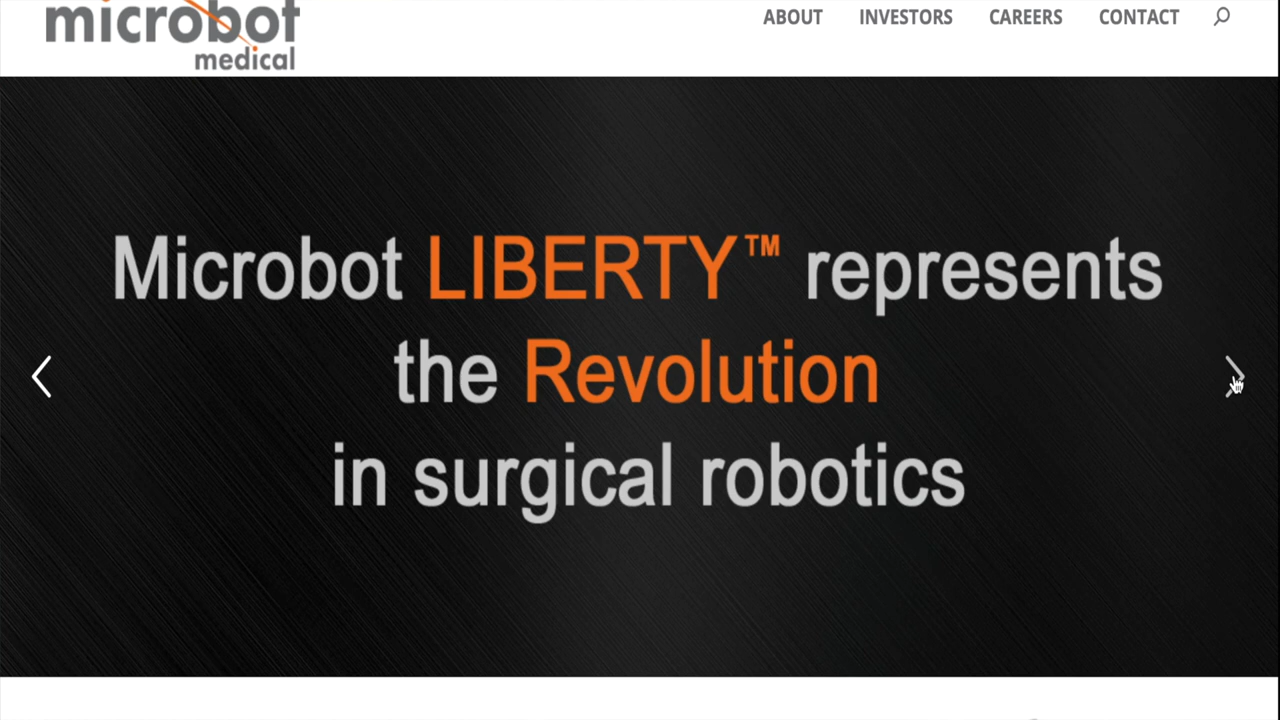 microbot
medical
ABOUT INVESTORS CAREERS CONTACT
Microbot LIBERTY™ represents
the Revolution
in surgical robotics